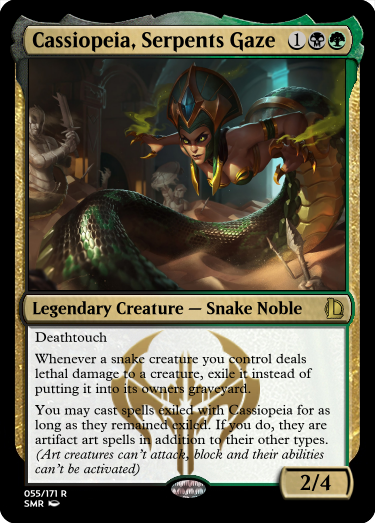 Cassiopeia, Serpents Gaze 1
Legendary Creature — Snake Noble
Deathtouch
Whenever a snake creature you control deals
lethal damage to a creature, exile it instead of
putting it into its owners graveyard.
You may cast spells exiled with Cassiopeia for as
long as they remained exiled. If you do, they are
artifact art spells in addition to their other types.
(Art creatures can't attack, block and their abilities
can't be activated)
2/4
055/171 R
SMR